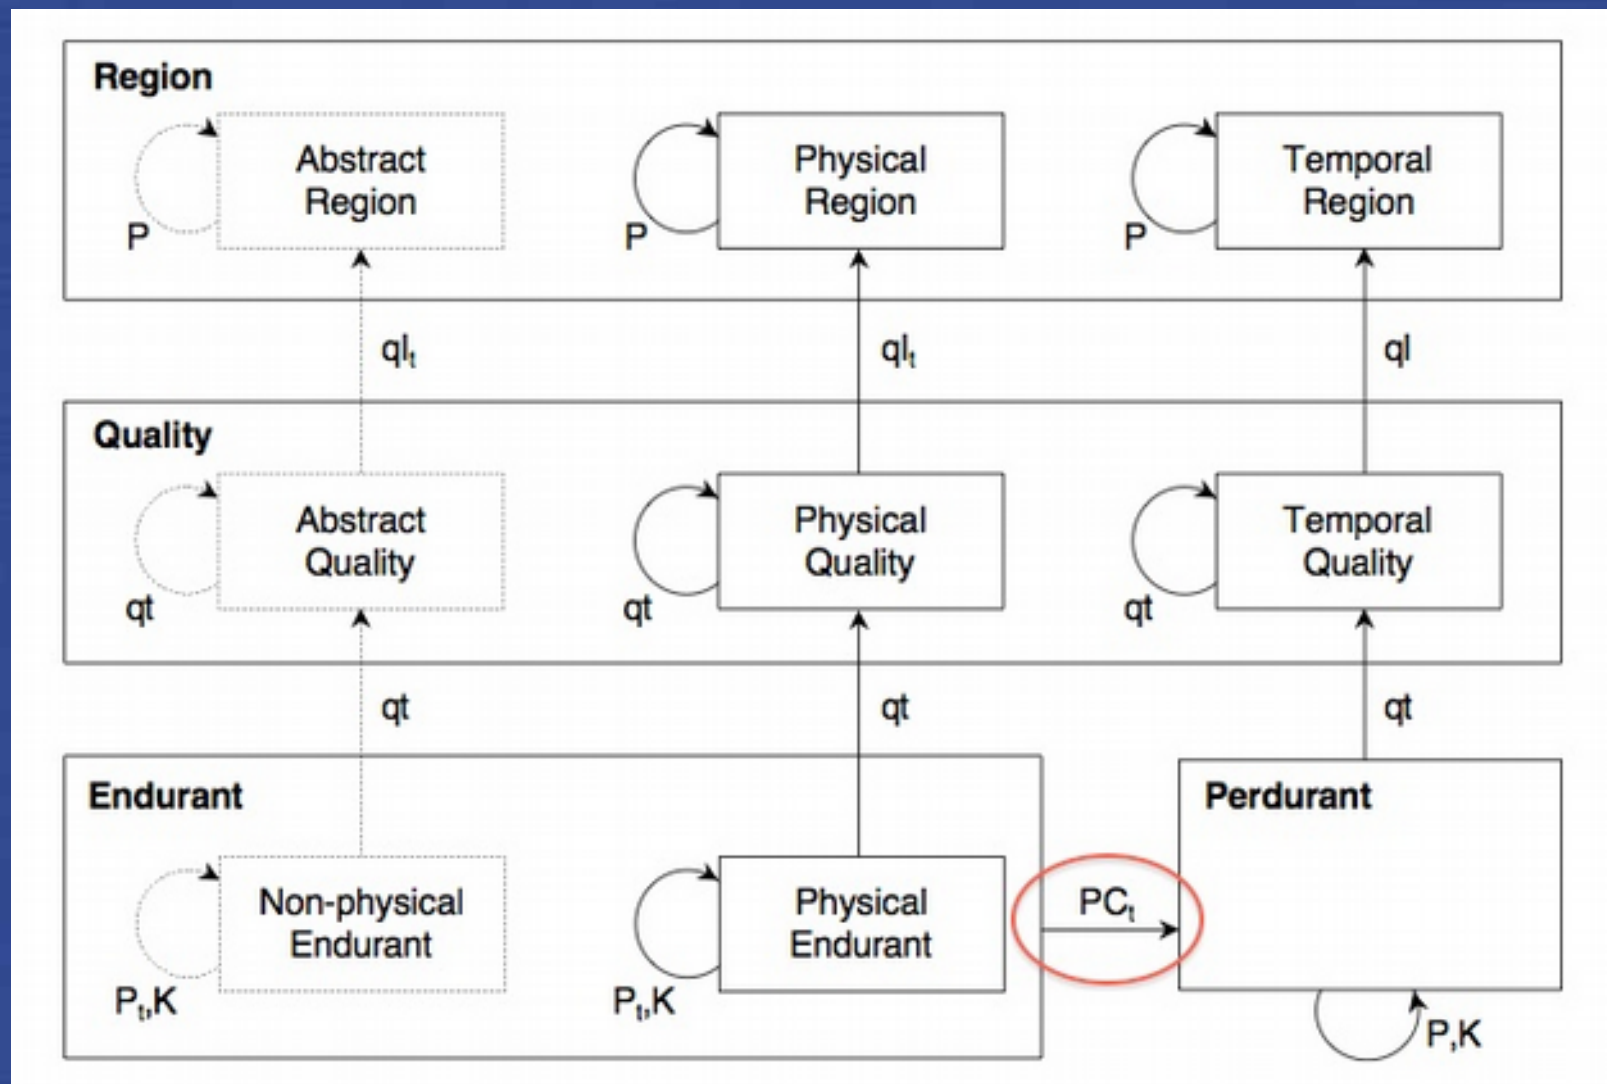 Region
Abstract
Region
Physical
Region
Temporal
Region
P
P
P
qlₜ
qlₜ
ql
Quality
Abstract
Quality
Physical
Quality
Temporal
Quality
qt
qt
qt
qt
qt
qt
Endurant
Perdurant
Non-physical
Endurant
Physical
Endurant
PCₜ
Pₜ,K
Pₜ,K
P,K